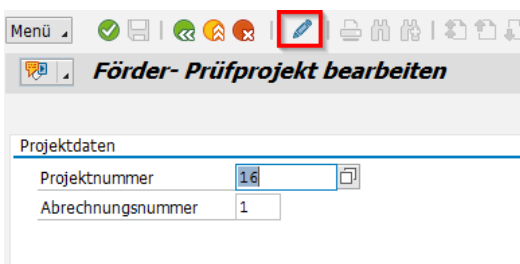 Menü
Förder- Prüfprojekt bearbeiten
Projektdaten
Projektnummer 16
Abrechnungsnummer 1